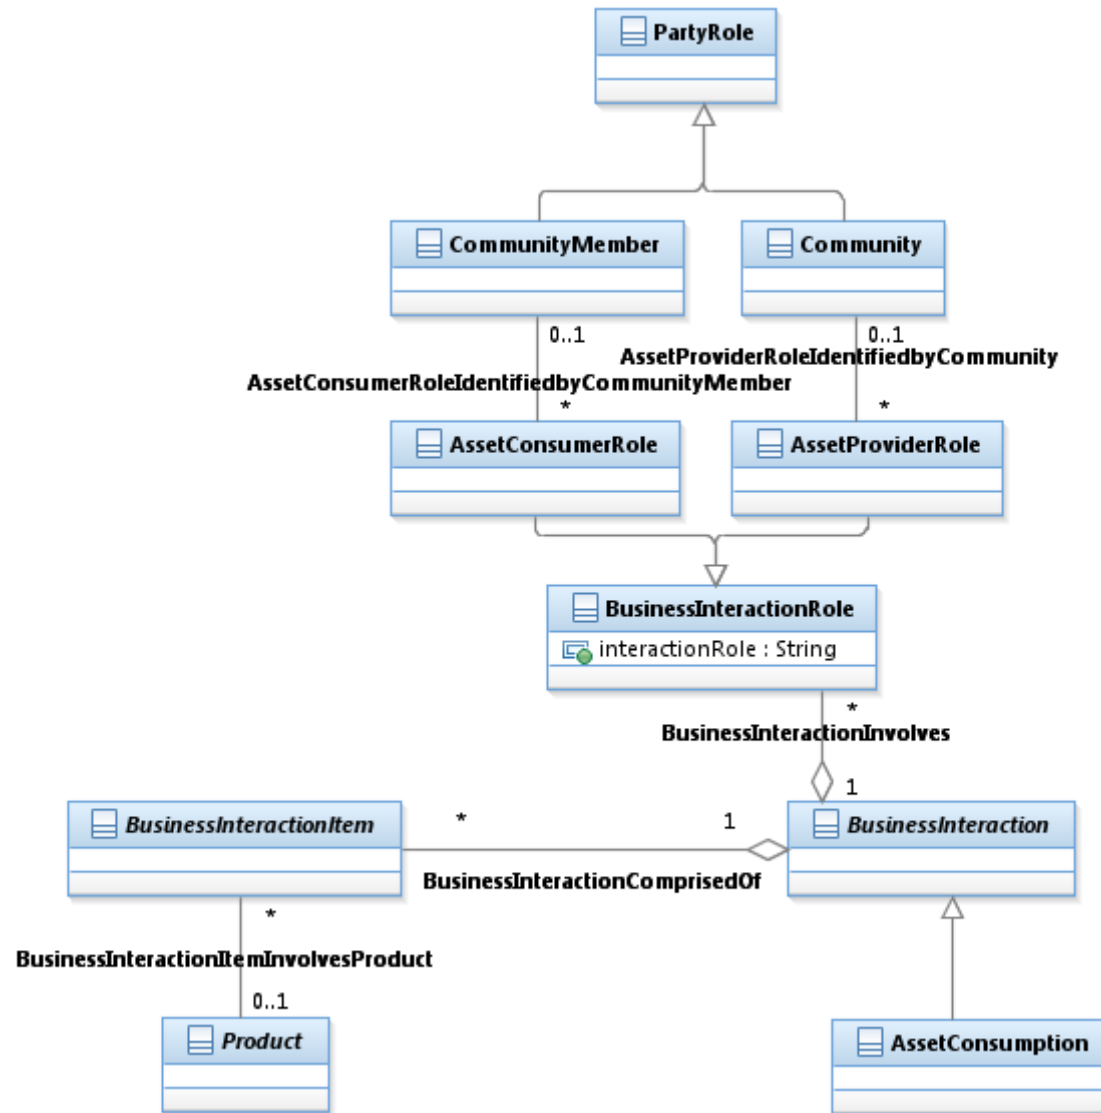 PartyRole
CommunityMember
Community
0..1
0..1
AssetProviderRoleIdentifiedbyCommunity
AssetConsumerRoleIdentifiedbyCommunityMember
*
*
AssetConsumerRole
AssetProviderRole
BusinessInteractionRole
interactionRole : String
*
BusinessInteractionInvolves
1
BusinessInteractionItem
*
1
BusinessInteraction
BusinessInteractionComprisedOf
*
BusinessInteractionItemInvolvesProduct
0..1
Product
AssetConsumption